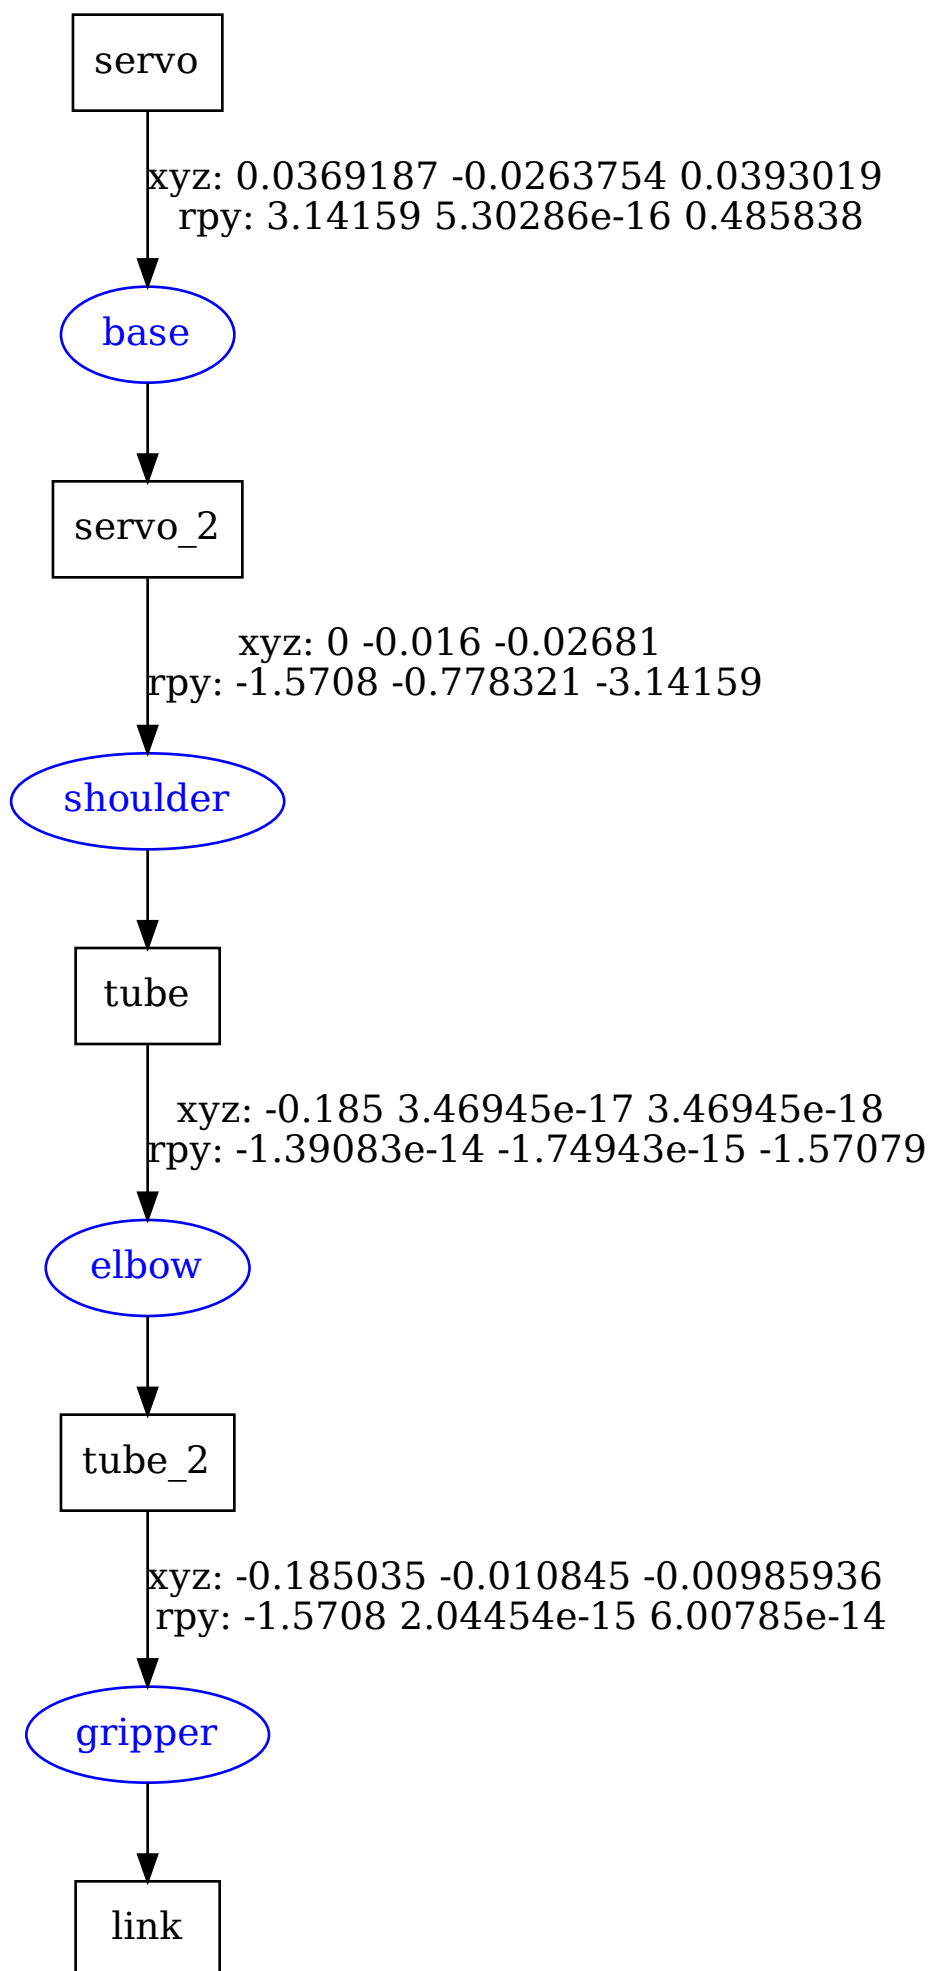 servo
xyz: 0.0369187 -0.0263754 0.0393019
rpy: 3.14159 5.30286e-16 0.485838
base
servo_2
xyz: 0 -0.016 -0.02681
rpy: -1.5708 -0.778321 -3.14159
shoulder
tube
xyz: -0.185 3.46945e-17 3.46945e-18
rpy: -1.39083e-14 -1.74943e-15 -1.57079
elbow
tube_2
xyz: -0.185035 -0.010845 -0.00985936
rpy: -1.5708 2.04454e-15 6.00785e-14
gripper
link